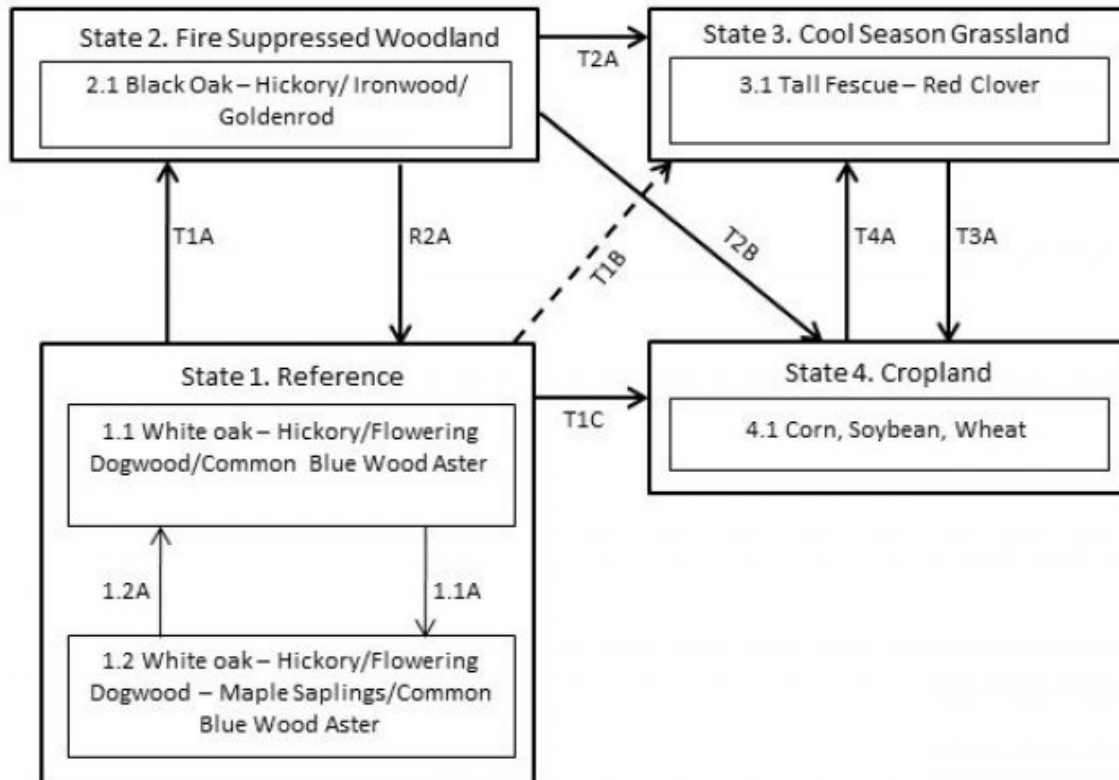 State 2. Fire Suppressed Woodland
2.1 Black Oak – Hickory/ Ironwood/
Goldenrod
T2A
State 3. Cool Season Grassland
3.1 Tall Fescue – Red Clover
T1A
R2A
T1B
T2B
T4A
T3A
State 1. Reference
1.1 White oak – Hickory/Flowering
Dogwood/Common Blue Wood Aster
1.2A
1.1A
1.2 White oak – Hickory/Flowering
Dogwood – Maple Saplings/Common
Blue Wood Aster
T1C
State 4. Cropland
4.1 Corn, Soybean, Wheat